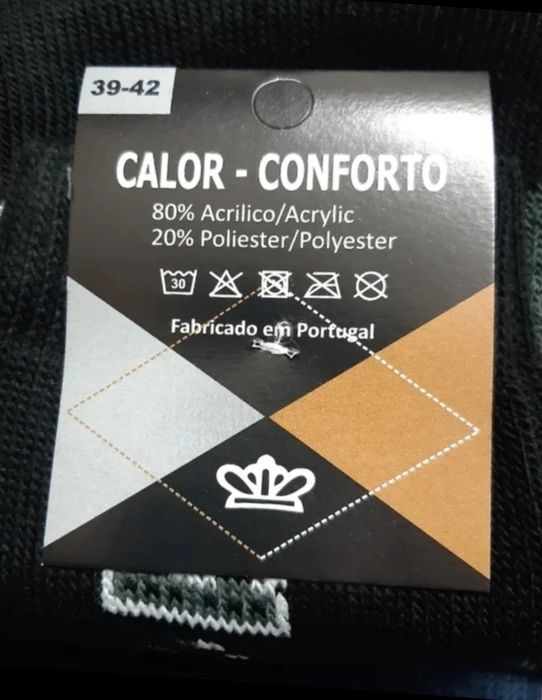 39-42
CALOR - CONFORTO
80% Acrilico/Acrylic
20% Poliester/Polyester
30
Fabricado em Portugal